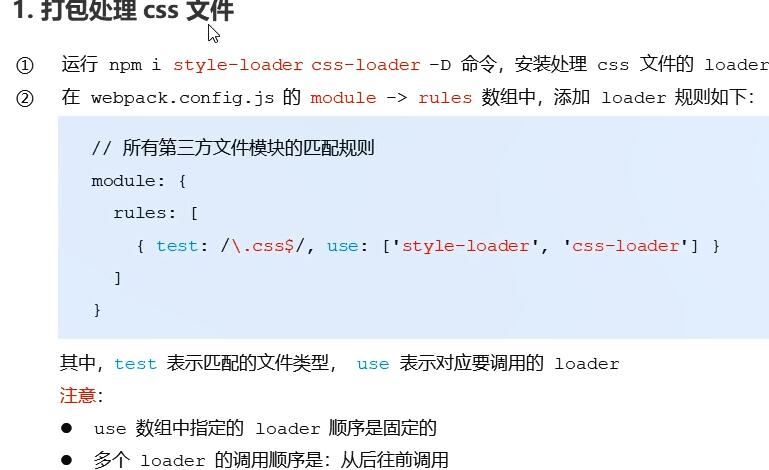 1. 打包处理 css 文件
① 运行 npm i style-loader css-loader -D 命令，安装处理 css 文件的 loader
② 在 webpack.config.js 的 module -> rules 数组中，添加 loader 规则如下：
// 所有第三方文件模块的匹配规则
module: {
rules: [
{ test: /\.css$/, use: ['style-loader', 'css-loader'] }
]
}
其中，test 表示匹配的文件类型， use 表示对应要调用的 loader
注意：
● use 数组中指定的 loader 顺序是固定的
● 多个 loader 的调用顺序是：从后往前调用